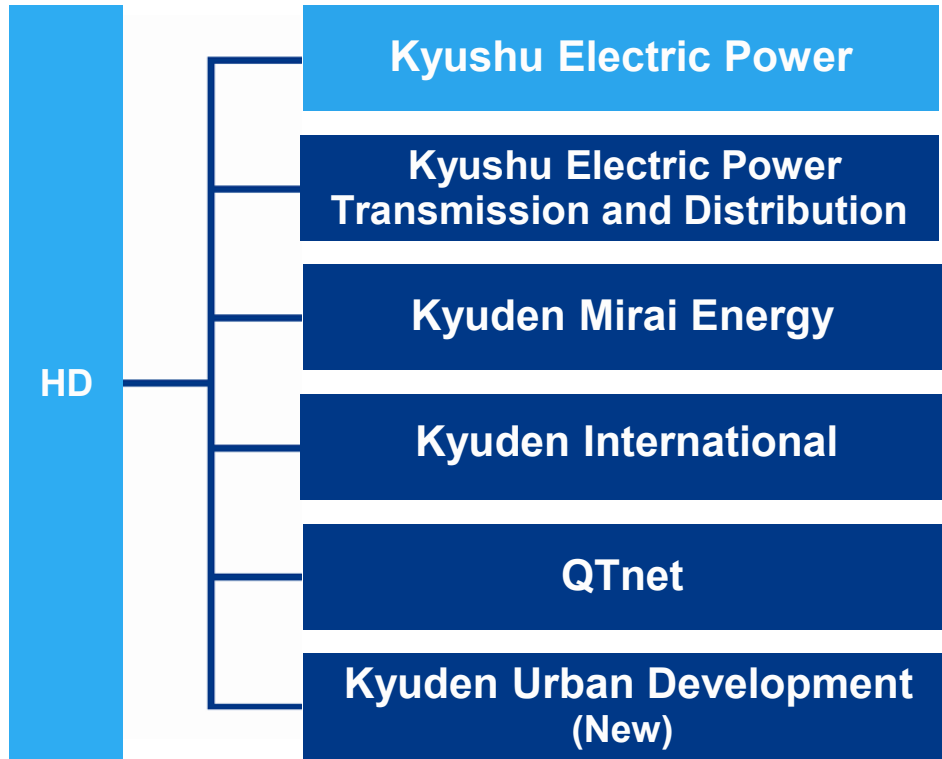 HD
Kyushu Electric Power
Kyushu Electric Power
Transmission and Distribution
Kyuden Mirai Energy
Kyuden International
QTnet
Kyuden Urban Development
(New)